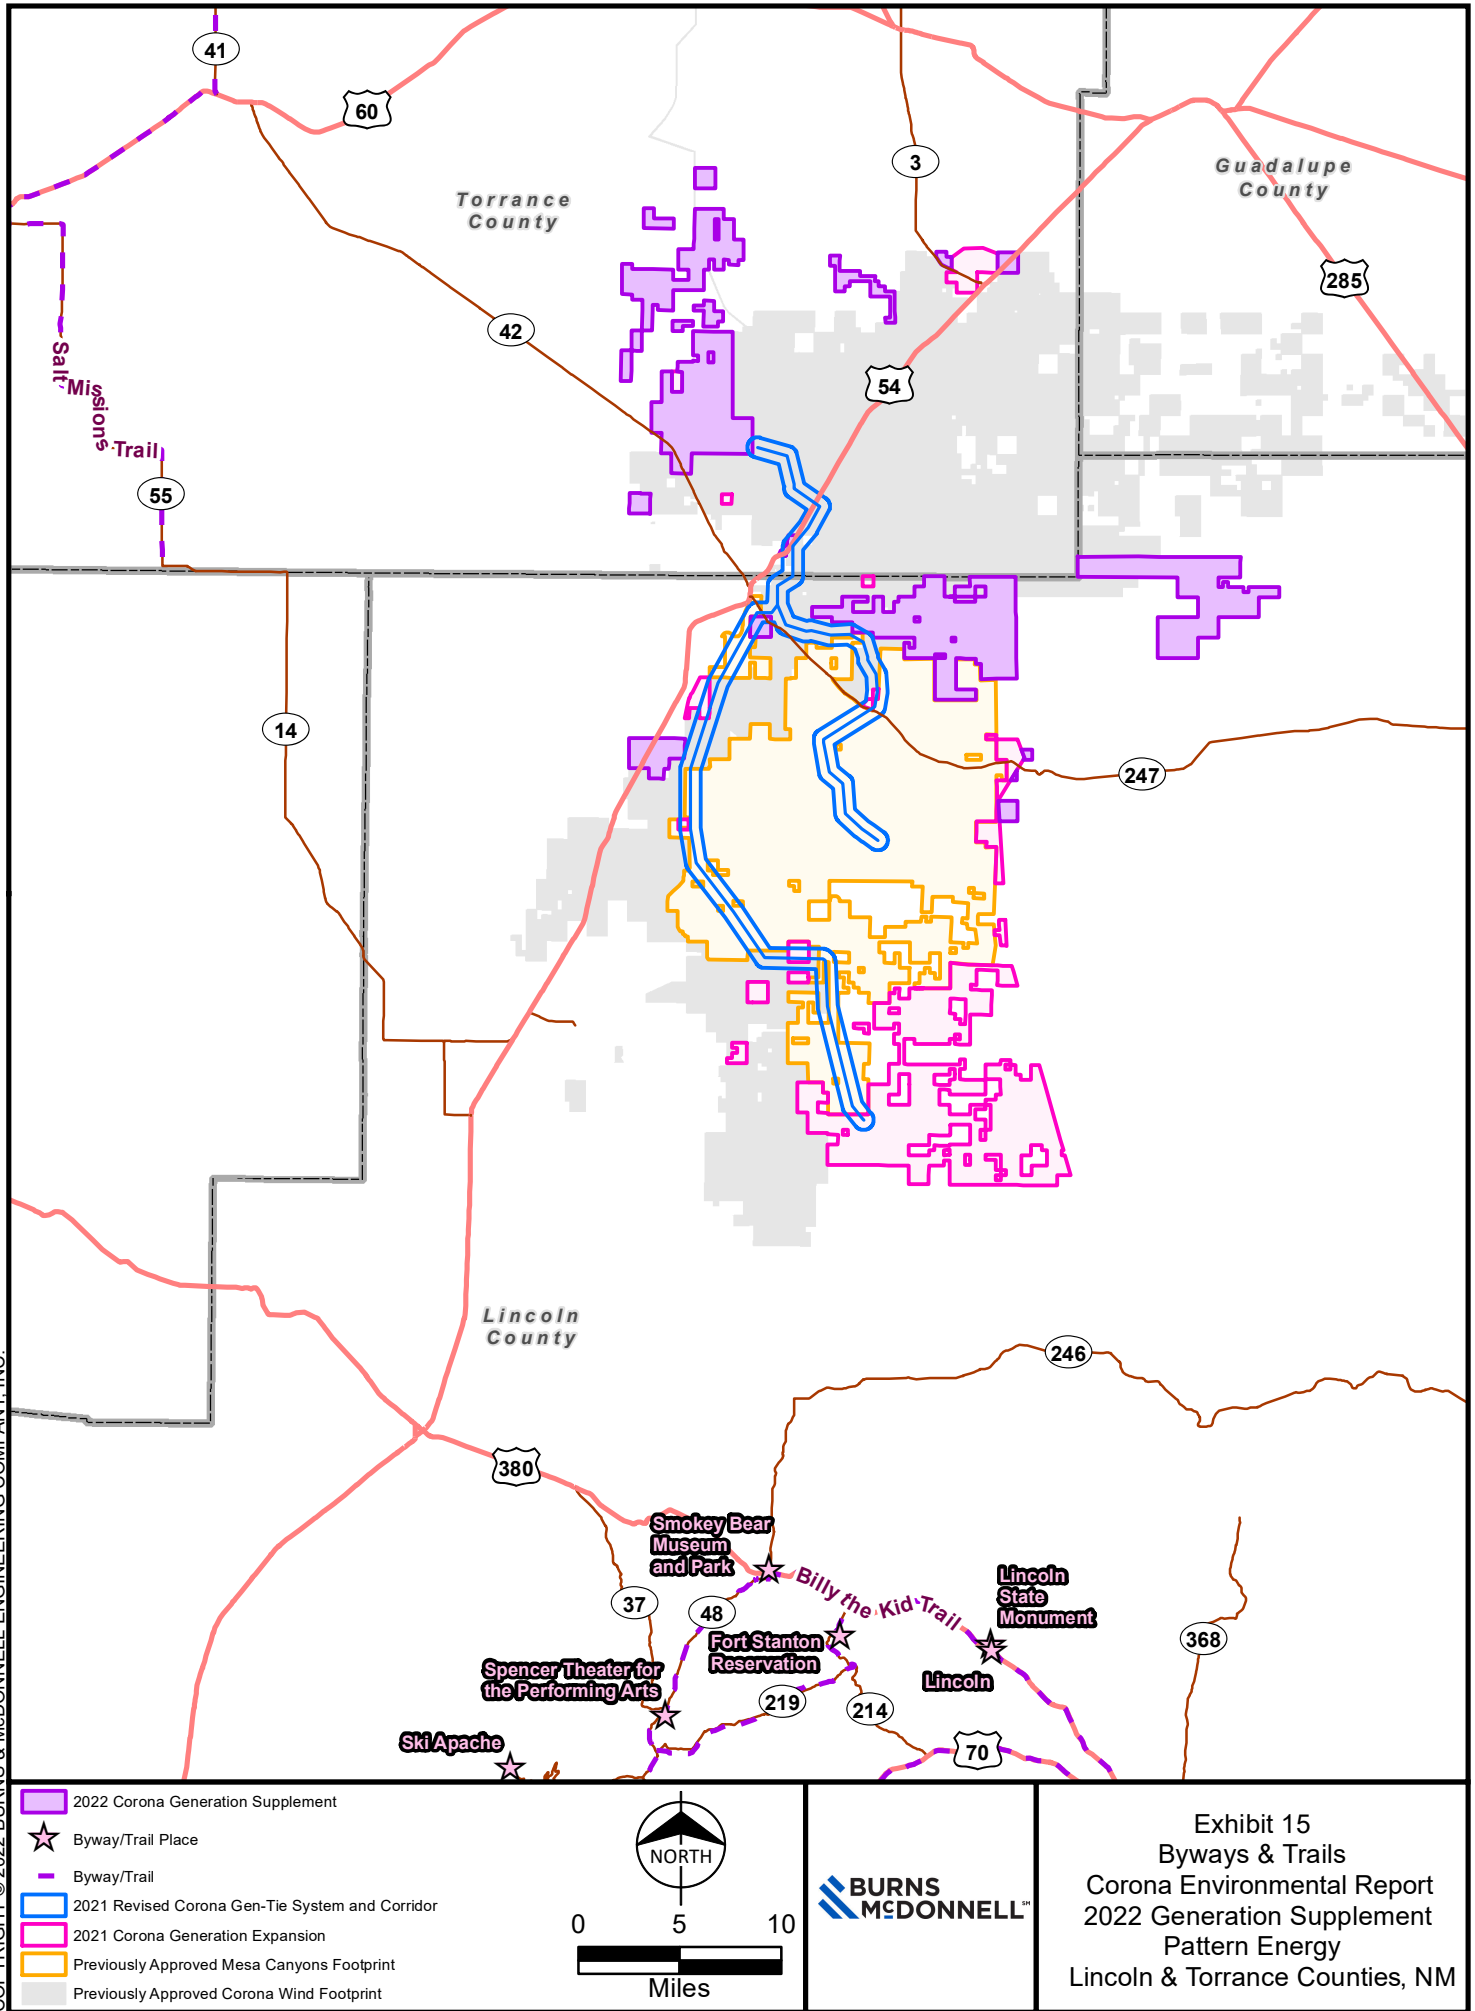 41
60
3
Torrance
County
Guadalupe
County
285
42
54
Salt Missions Trail
55
14
247
Lincoln
County
246
380
Smokey Bear
Museum
and Park
Billy the Kid Trail
Lincoln
State
Monument
37
48
368
Fort Stanton
Reservation
Lincoln
Spencer Theater for
the Performing Arts
219
214
Ski Apache
70
2022 Corona Generation Supplement
Byway/Trail Place
Byway/Trail
2021 Revised Corona Gen-Tie System and Corridor
2021 Corona Generation Expansion
Previously Approved Mesa Canyons Footprint
Previously Approved Corona Wind Footprint
NORTH
0 5 10
Miles
BURNS
McDONNELL SM
Exhibit 15
Byways & Trails
Corona Environmental Report
2022 Generation Supplement
Pattern Energy
Lincoln & Torrance Counties, NM